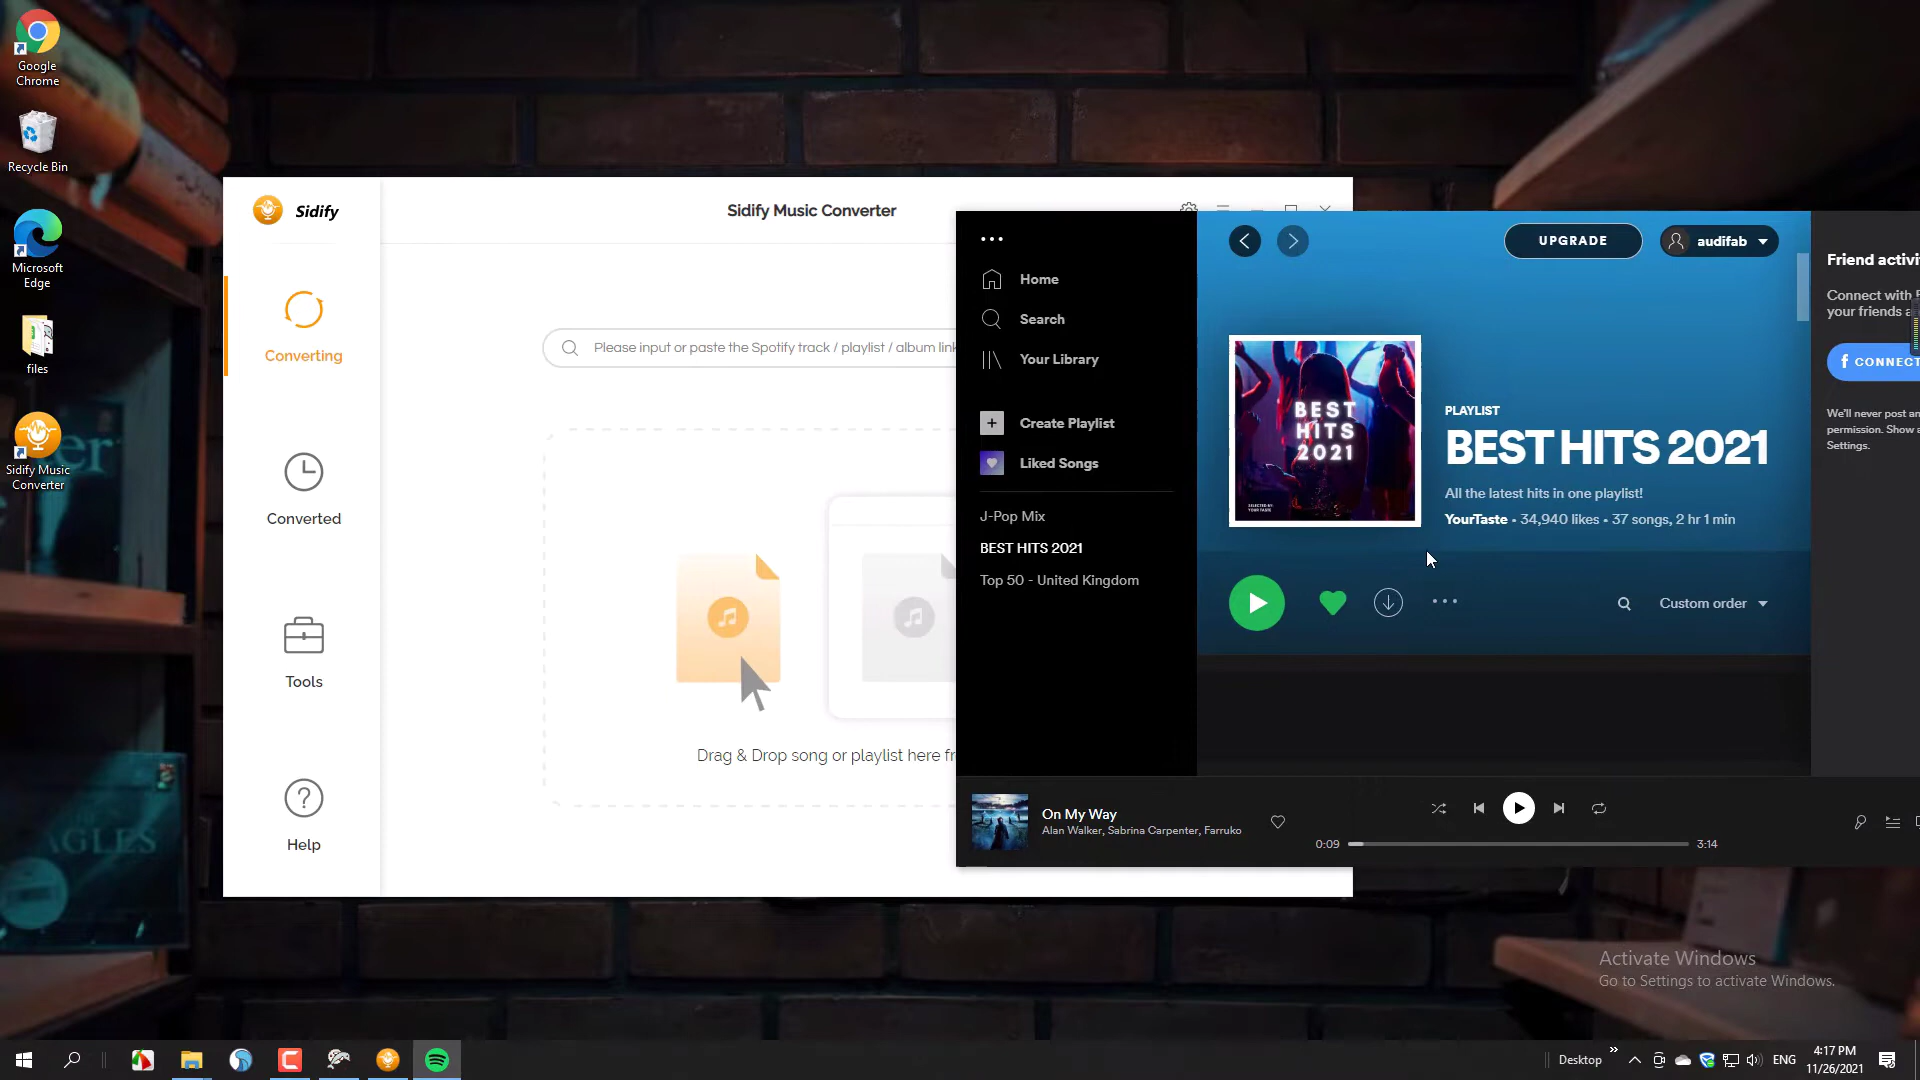 Google
Chrome
Recycle Bin
Microsoft
Edge
files
Sidify Music
Converter
Sidify
Converting
Converted
Tools
Help
Sidify Music Converter
Please input or paste the Spotify track / playlist / album link
Drag & Drop song or playlist here fr
Home
Search
Your Library
Create Playlist
Liked Songs
J-Pop Mix
BEST HITS 2021
Top 50 - United Kingdom
UPGRADE
audifab
BEST
HITS
2021
SELECTED BY
YOUR TASTE
PLAYLIST
BEST HITS 2021
All the latest hits in one playlist!
YourTaste • 34,940 likes • 37 songs, 2 hr 1 min
Custom order
Friend activi
Connect with F
your friends a
f CONNECT
We'll never post an
permission. Show a
Settings.
On My Way
Alan Walker, Sabrina Carpenter, Farruko
0:09
3:14
EAGLES
Activate Windows
Go to Settings to activate Windows.
Desktop
ENG
4:17 PM
11/26/2021